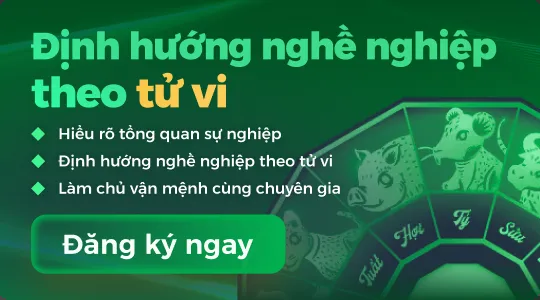 Định hướng nghề nghiệp
theo tử vi
Hiểu rõ tổng quan sự nghiệp
Định hướng nghề nghiệp theo tử vi
Làm chủ vận mệnh cùng chuyên gia
Đăng ký ngay
Tuất
Hợi
Tý
Sửu